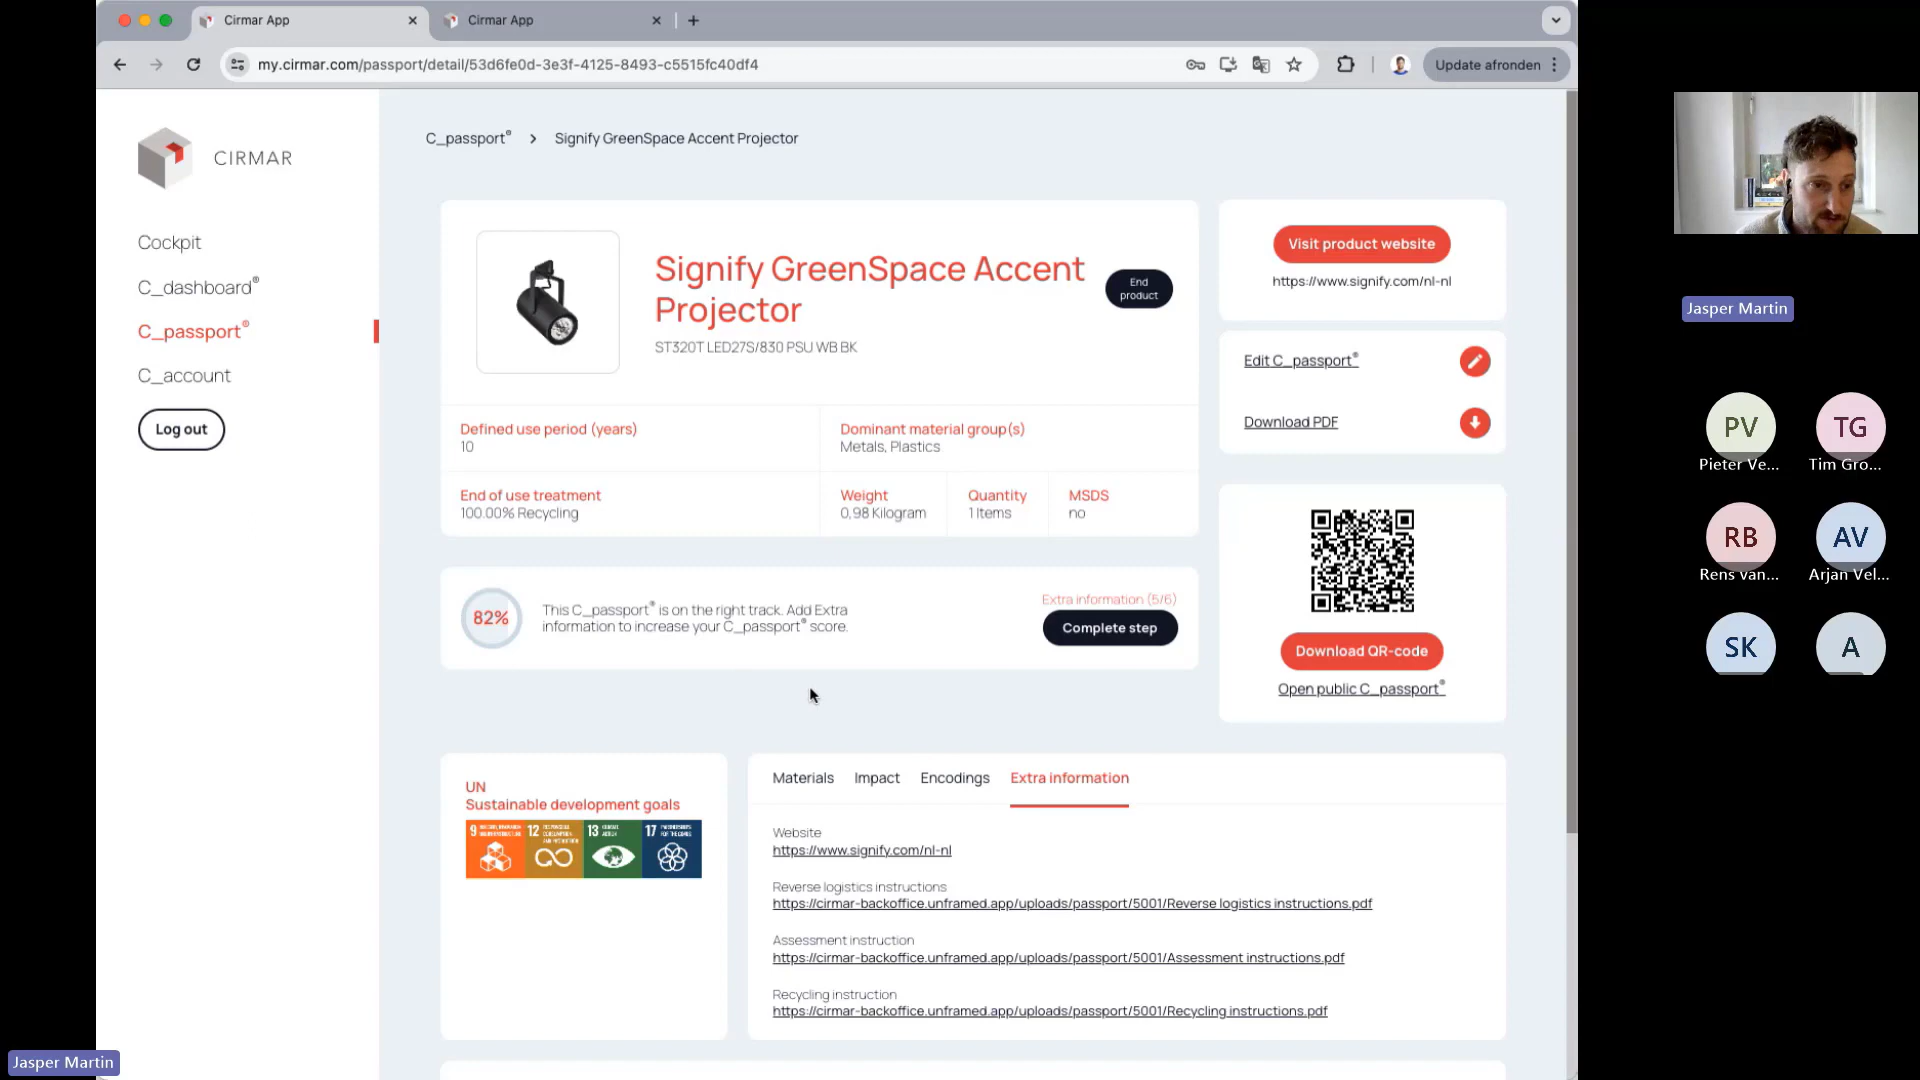 Cirmar App
Cirmar App
my.cirmar.com/passport/detail/53d6fe0d-3e3f-4125-8493-c5515fc40df4
Update afronden
CIRMAR
Cockpit
C_dashboard®
C_passport®
C_account
Log out
C_passport® > Signify GreenSpace Accent Projector
Signify GreenSpace Accent
Projector
ST320T LED27S/830 PSU WB BK
End
product
Defined use period (years)
10
Dominant material group(s)
Metals, Plastics
End of use treatment
100.00% Recycling
Weight
0,98 Kilogram
Quantity
1 Items
MSDS
no
82%
This C_passport® is on the right track. Add Extra
information to increase your C_passport® score.
Extra information (5/6)
Complete step
Visit product website
https://www.signify.com/nl-nl
Edit C_passport®
Download PDF
Download QR-code
Open public C_passport®
UN
Sustainable development goals
9
12
13
17
Materials Impact Encodings Extra information
Website
https://www.signify.com/nl-nl
Reverse logistics instructions
https://cirmar-backoffice.unframed.app/uploads/passport/5001/Reverse logistics instructions.pdf
Assessment instruction
https://cirmar-backoffice.unframed.app/uploads/passport/5001/Assessment instructions.pdf
Recycling instruction
https://cirmar-backoffice.unframed.app/uploads/passport/5001/Recycling instructions.pdf
Jasper Martin
PV
Pieter Ve...
TG
Tim Gro...
RB
Rens van...
AV
Arjan Vel...
SK
A
Jasper Martin